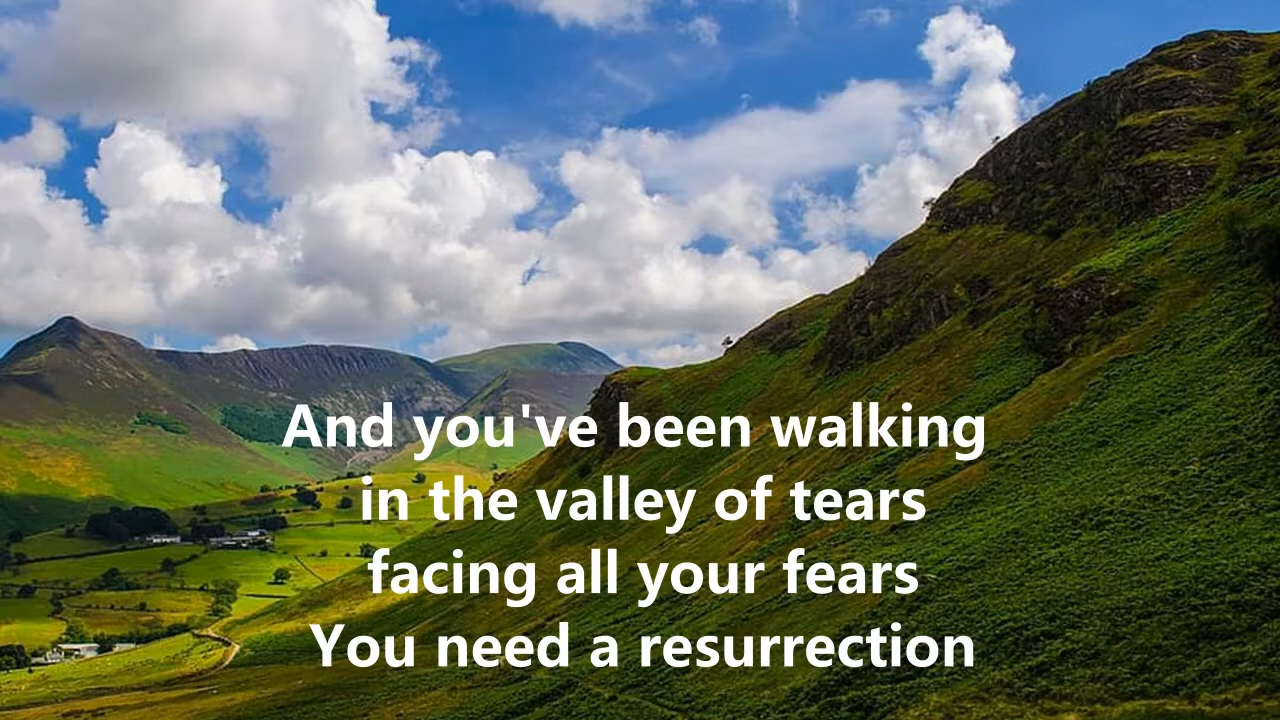 And you've been walking
in the valley of tears
facing all your fears
You need a resurrection